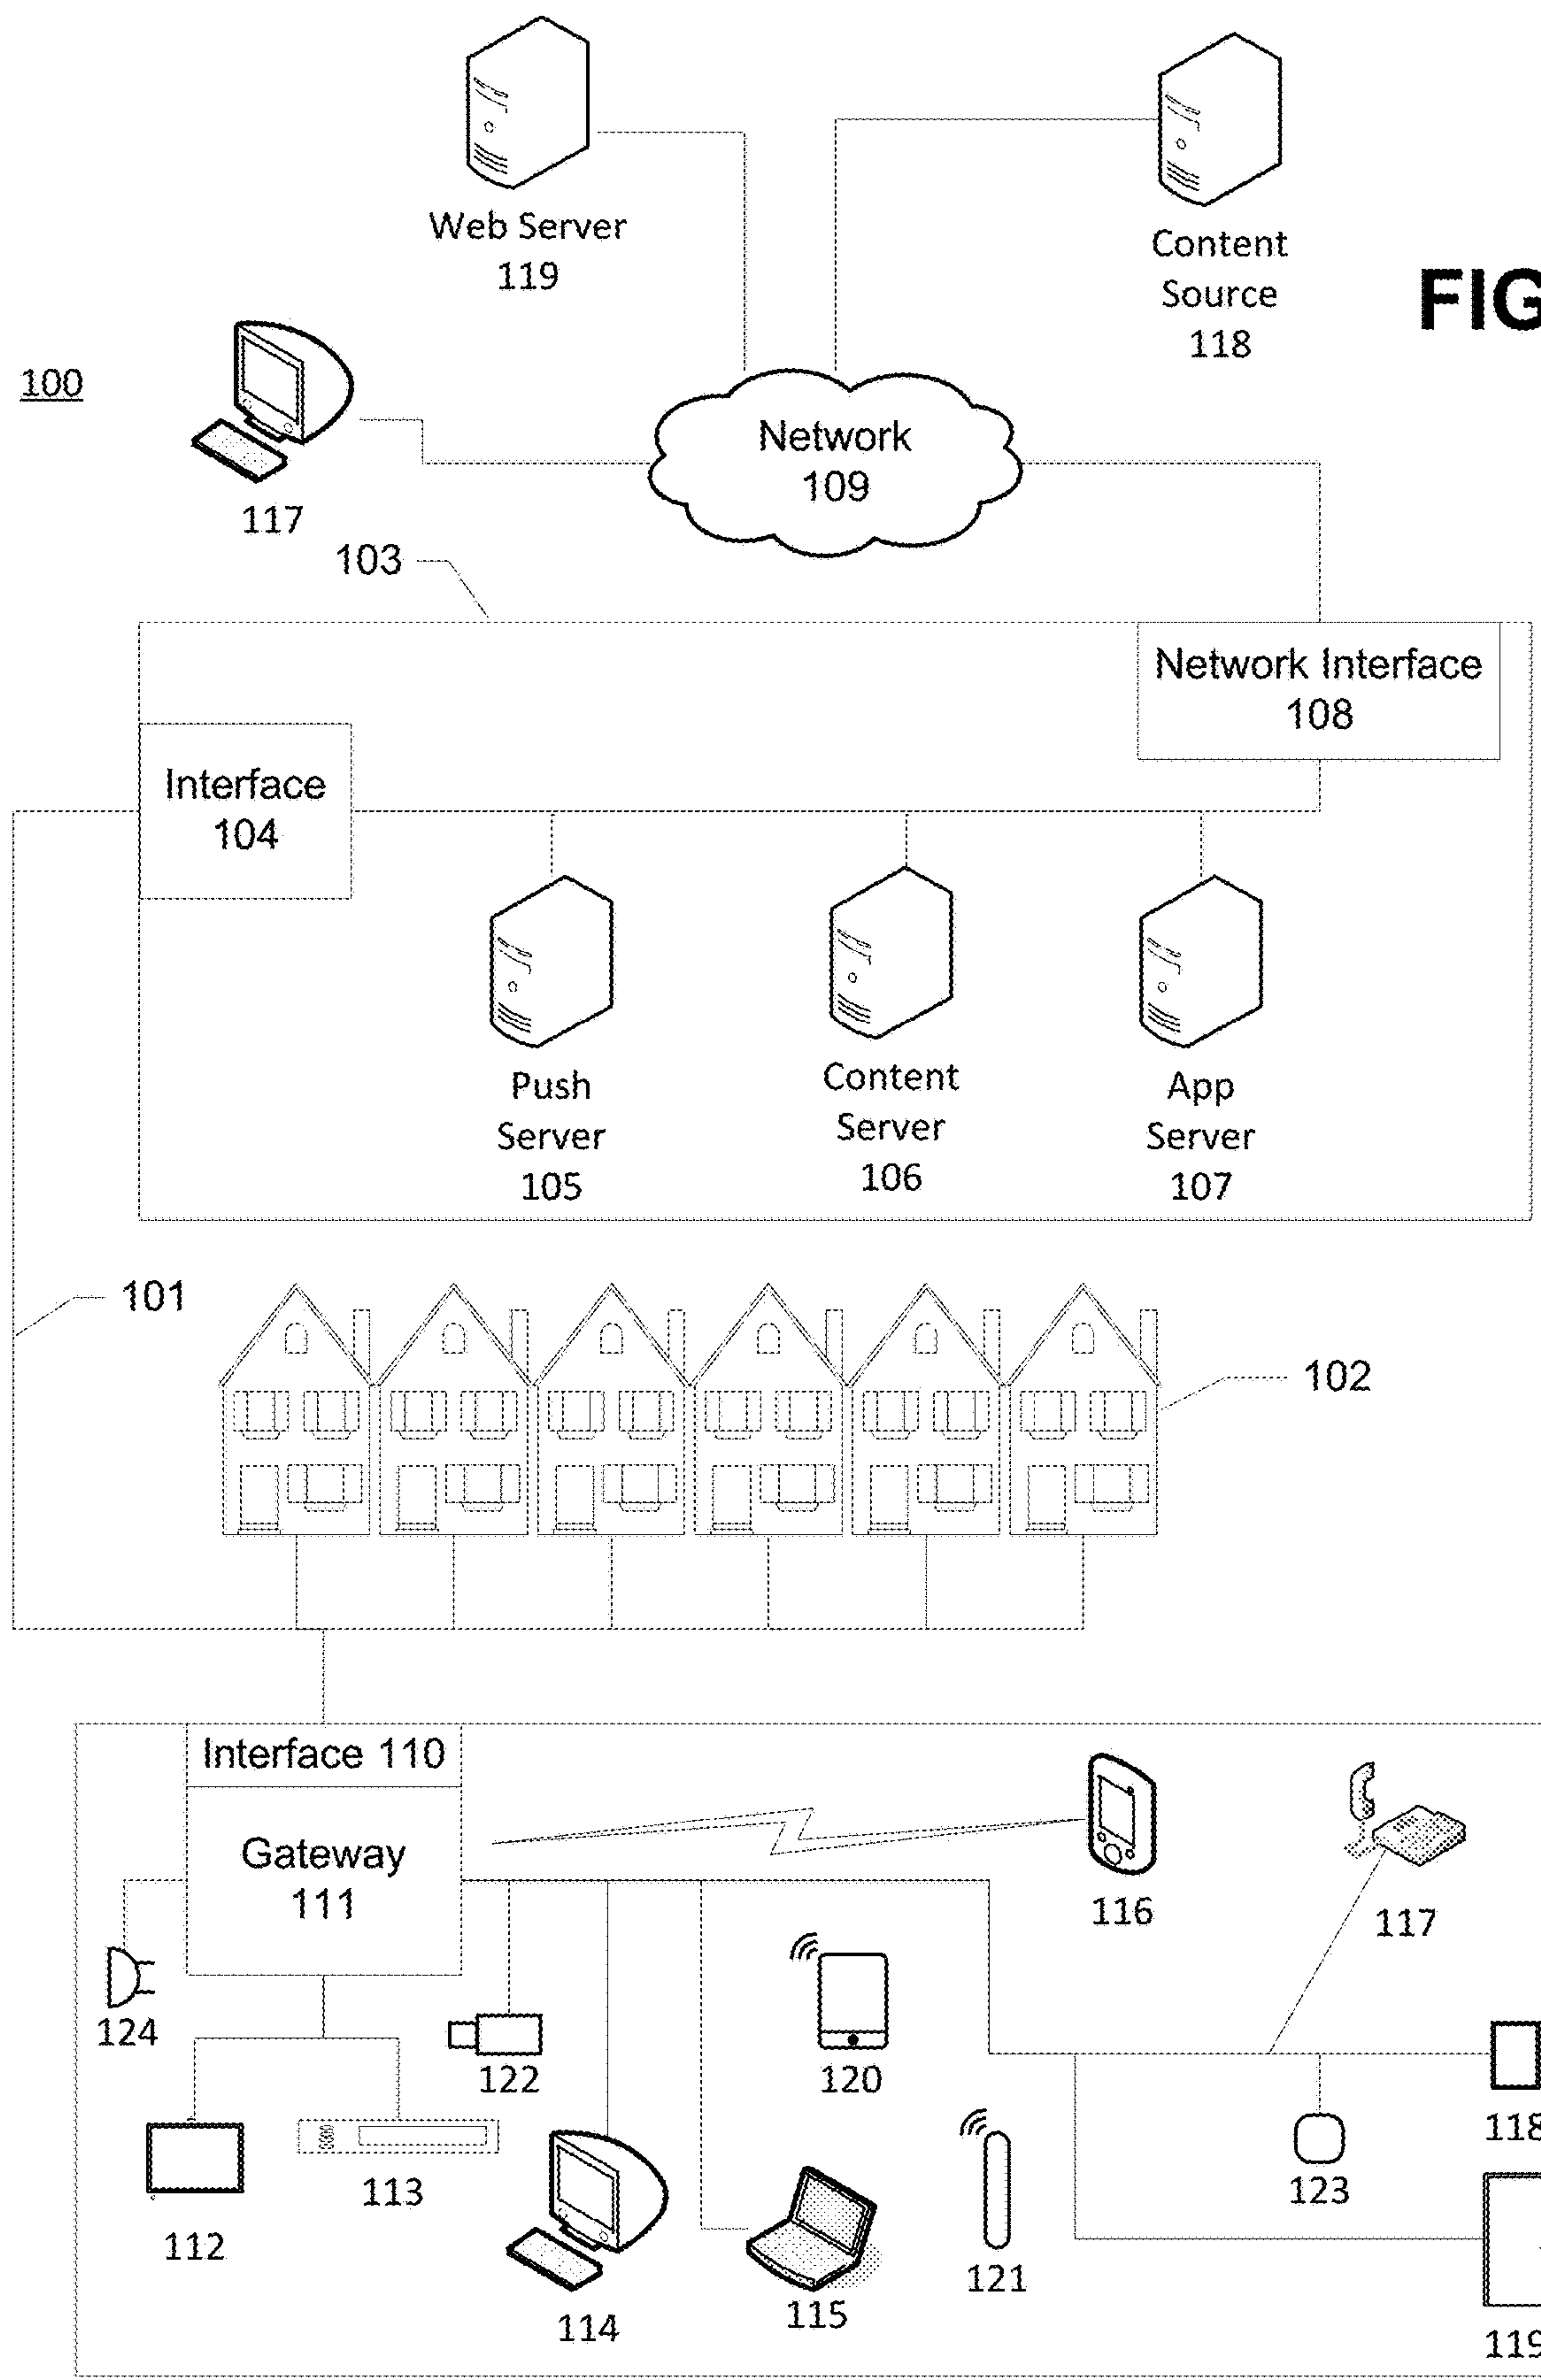 Web Server
119
Content
Source
118
FIG
100
Network
109
117
103
Network Interface
108
Interface
104
Push
Server
105
Content
Server
106
App
Server
107
101
102
Interface 110
Gateway
111
116
117
124
122
120
118
123
113
112
121
115
114
119